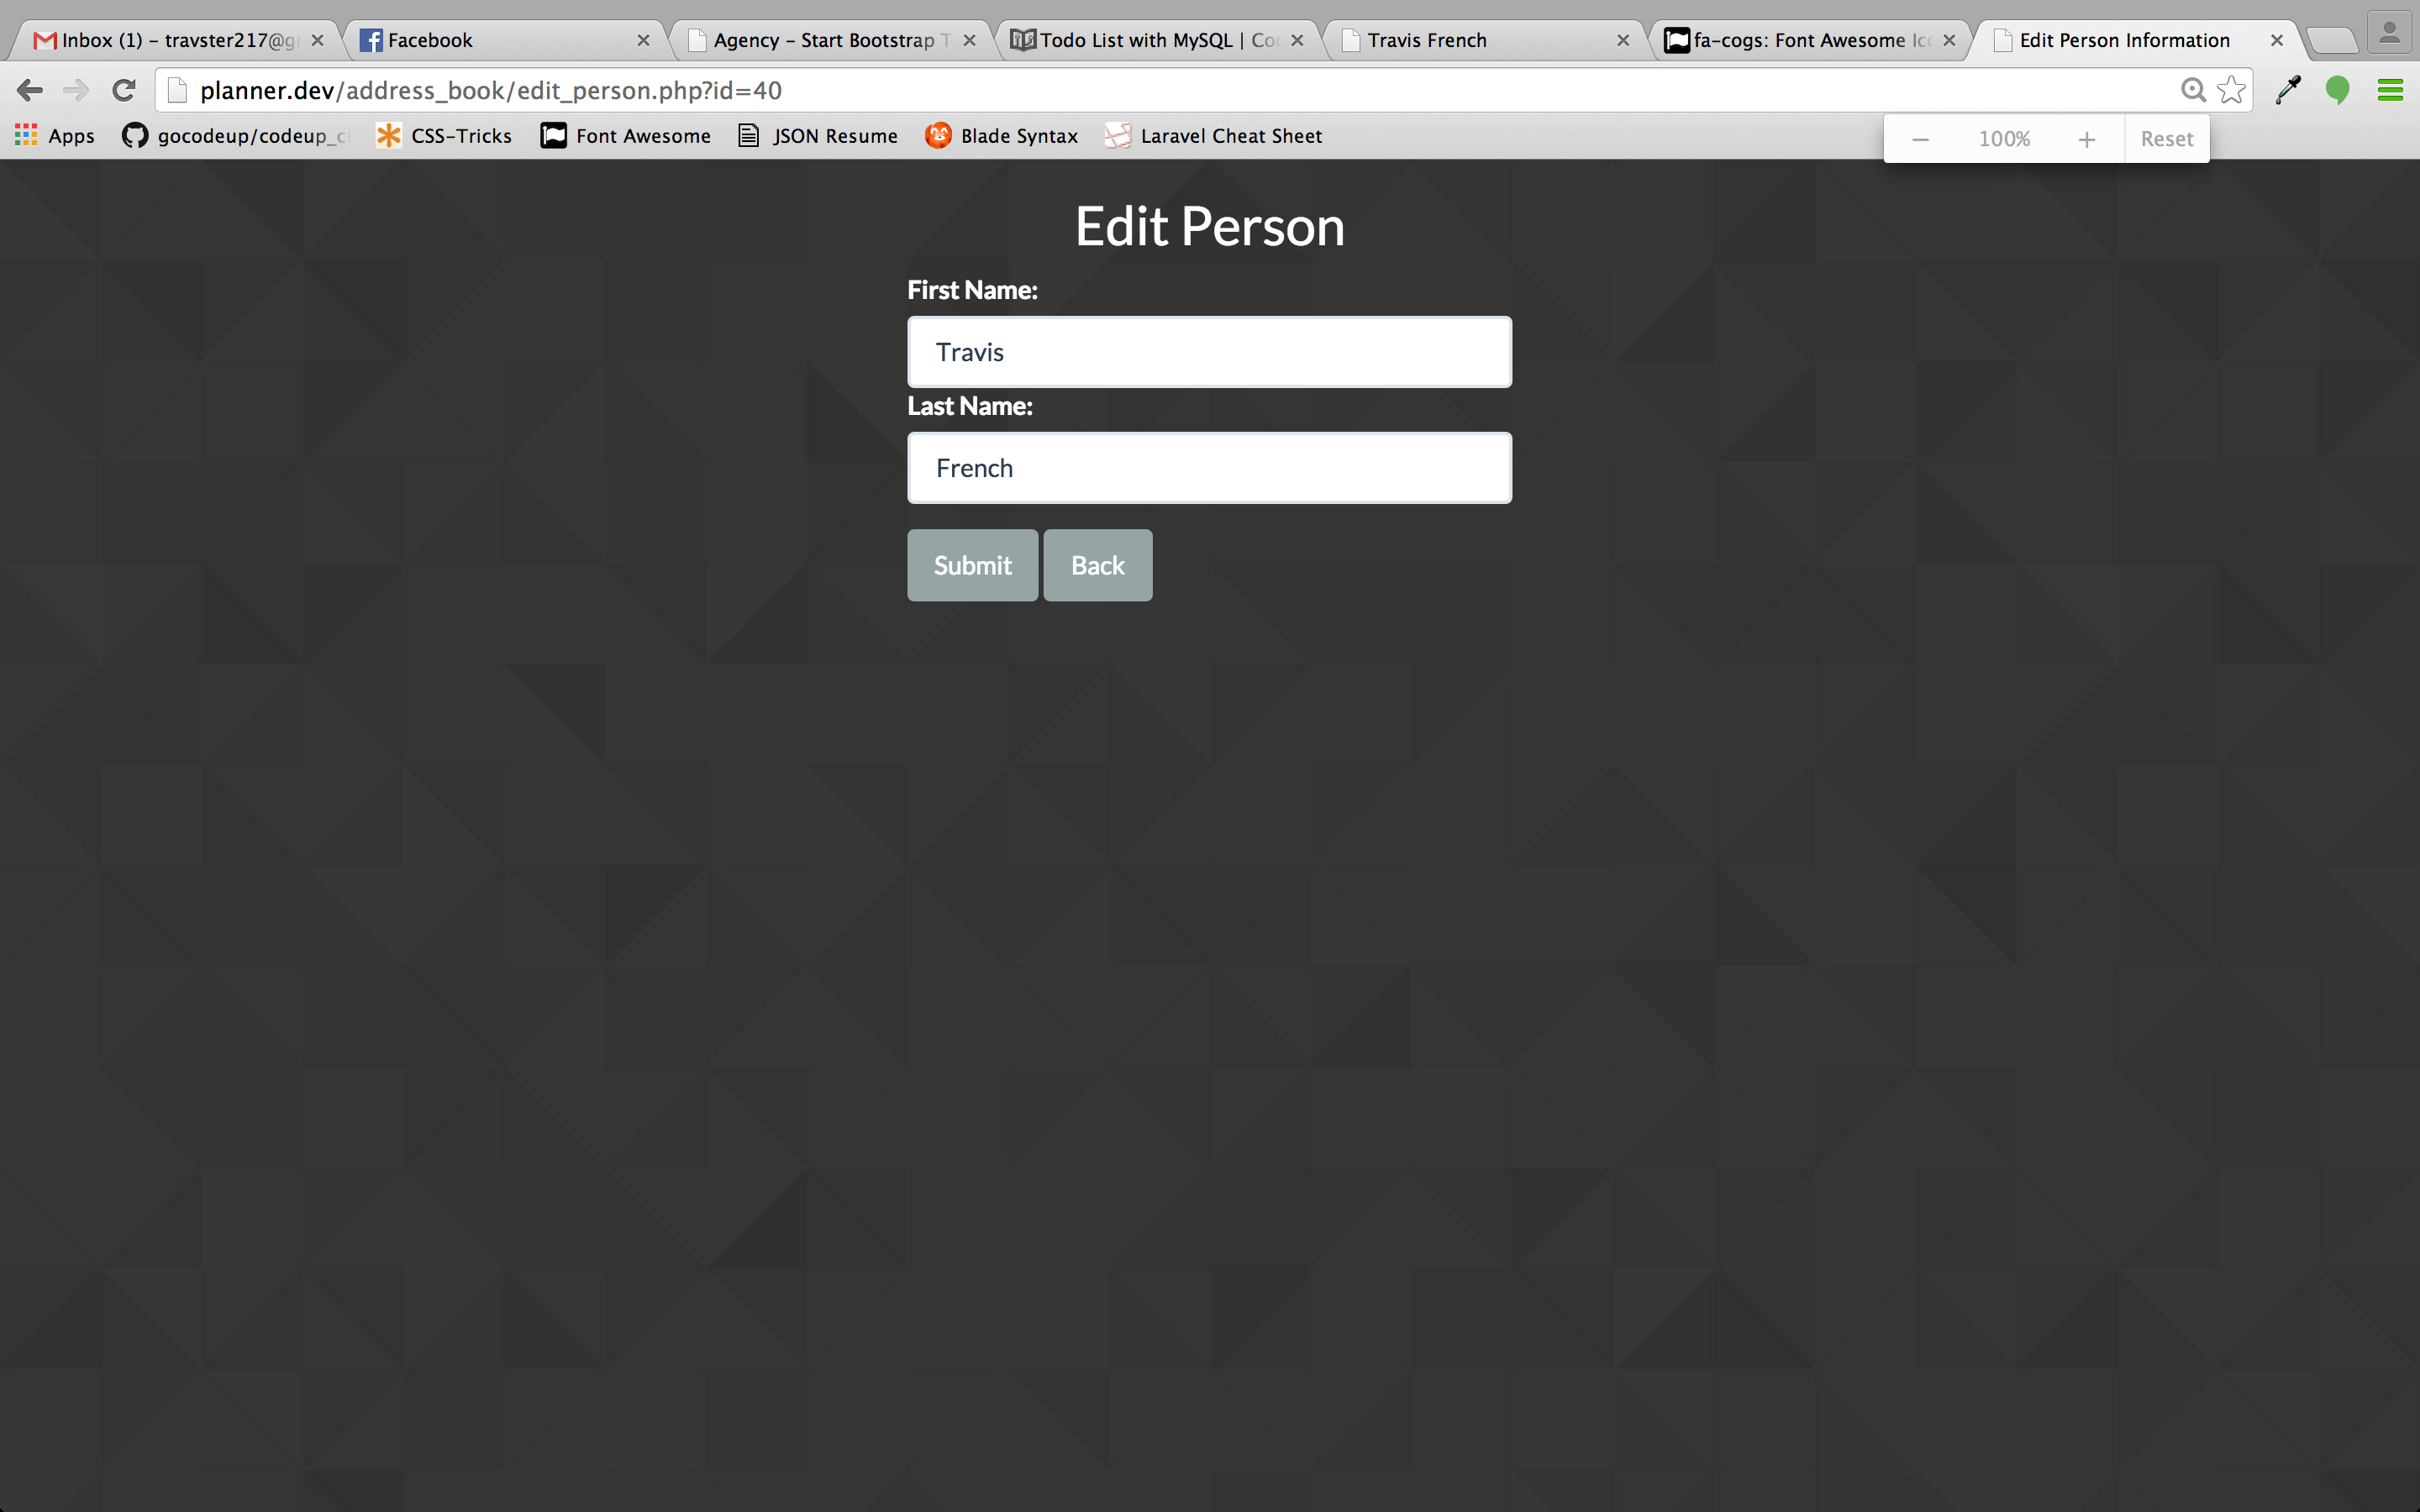 Inbox (1) – travster217@g
Facebook
Agency – Start Bootstrap T
Todo List with MySQL | Co
Travis French
fa-cogs: Font Awesome Ic
Edit Person Information
planner.dev/address_book/edit_person.php?id=40
Apps
gocodeup/codeup_c
CSS-Tricks
Font Awesome
JSON Resume
Blade Syntax
Laravel Cheat Sheet
− 100% + Reset
Edit Person
First Name:
Travis
Last Name:
French
Submit Back